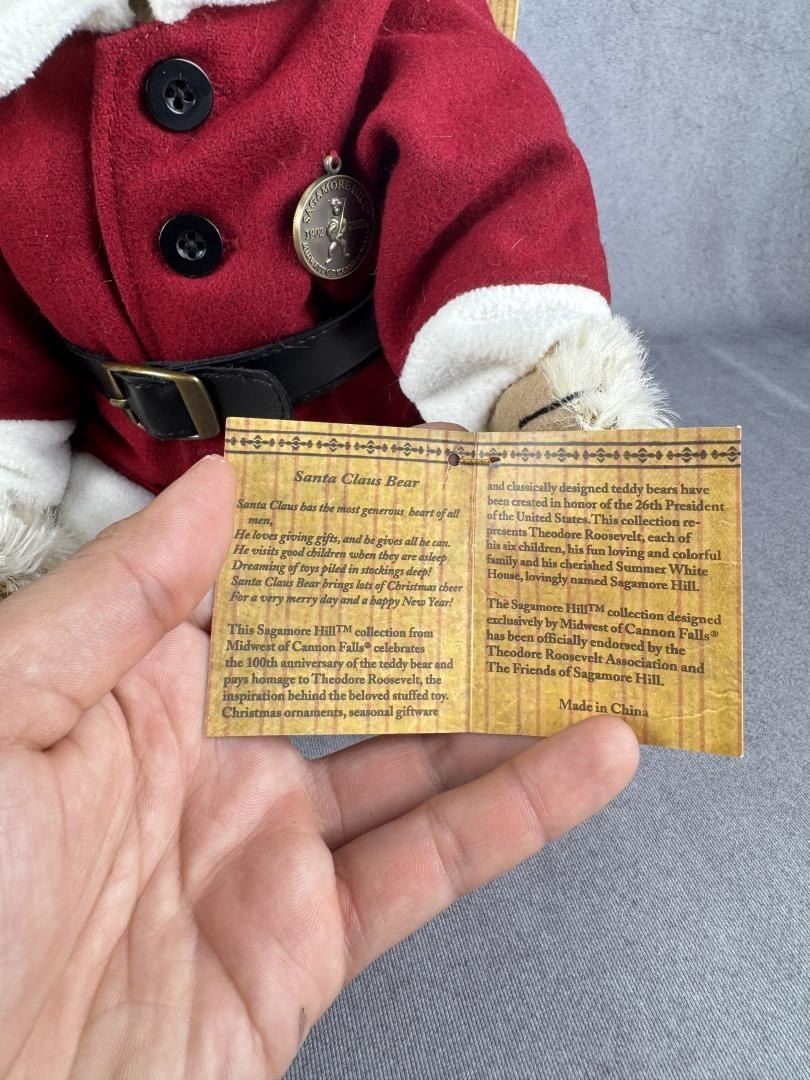 SAGAMORE HILL
1902
MIDWEST OF CANNON FALLS
Santa Claus Bear
Santa Claus has the most generous heart of all
men,
He loves giving gifts, and he gives all he can.
He visits good children when they are asleep
Dreaming of toys piled in stockings deep!
Santa Claus Bear brings lots of Christmas cheer
For a very merry day and a happy New Year!
This Sagamore Hill™ collection from
Midwest of Cannon Falls® celebrates
the 100th anniversary of the teddy bear and
pays homage to Theodore Roosevelt, the
inspiration behind the beloved stuffed toy.
Christmas ornaments, seasonal giftware
and classically designed teddy bears have
been created in honor of the 26th President
of the United States. This collection re-
presents Theodore Roosevelt, each of
his six children, his fun loving and colorful
family and his cherished Summer White
House, lovingly named Sagamore Hill.
The Sagamore Hill™ collection designed
exclusively by Midwest of Cannon Falls®
has been officially endorsed by the
Theodore Roosevelt Association and
The Friends of Sagamore Hill.
Made in China